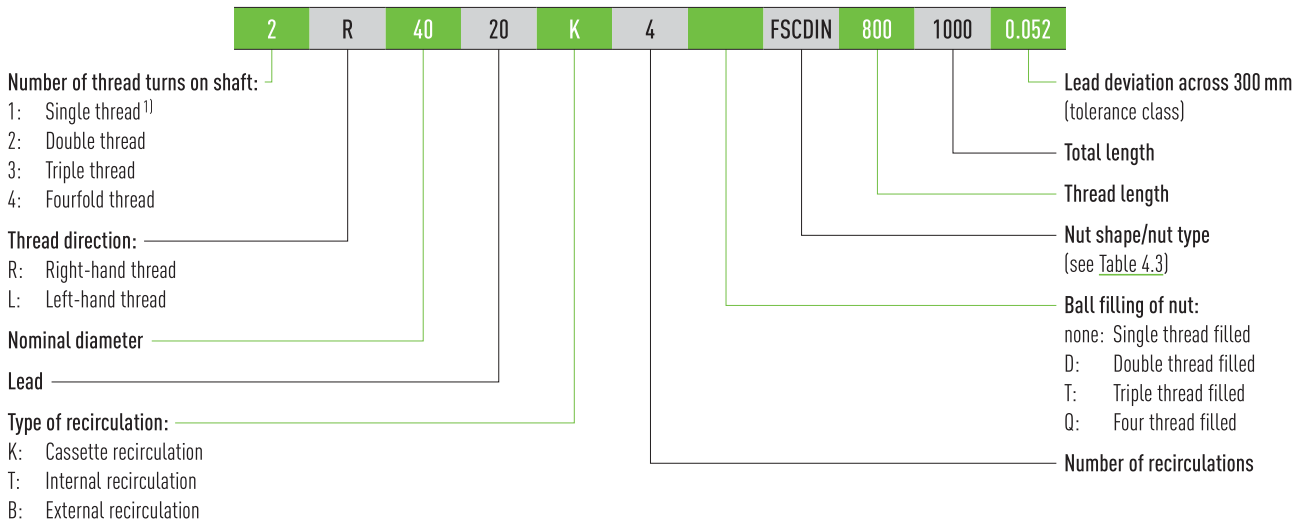 2 R 40 20 K 4 FSCDIN 800 1000 0.052
Number of thread turns on shaft:
1: Single thread 1)
2: Double thread
3: Triple thread
4: Fourfold thread
Thread direction:
R: Right-hand thread
L: Left-hand thread
Nominal diameter
Lead
Type of recirculation:
K: Cassette recirculation
T: Internal recirculation
B: External recirculation
Lead deviation across 300 mm
(tolerance class)
Total length
Thread length
Nut shape/nut type
(see Table 4.3)
Ball filling of nut:
none: Single thread filled
D: Double thread filled
T: Triple thread filled
Q: Four thread filled
Number of recirculations